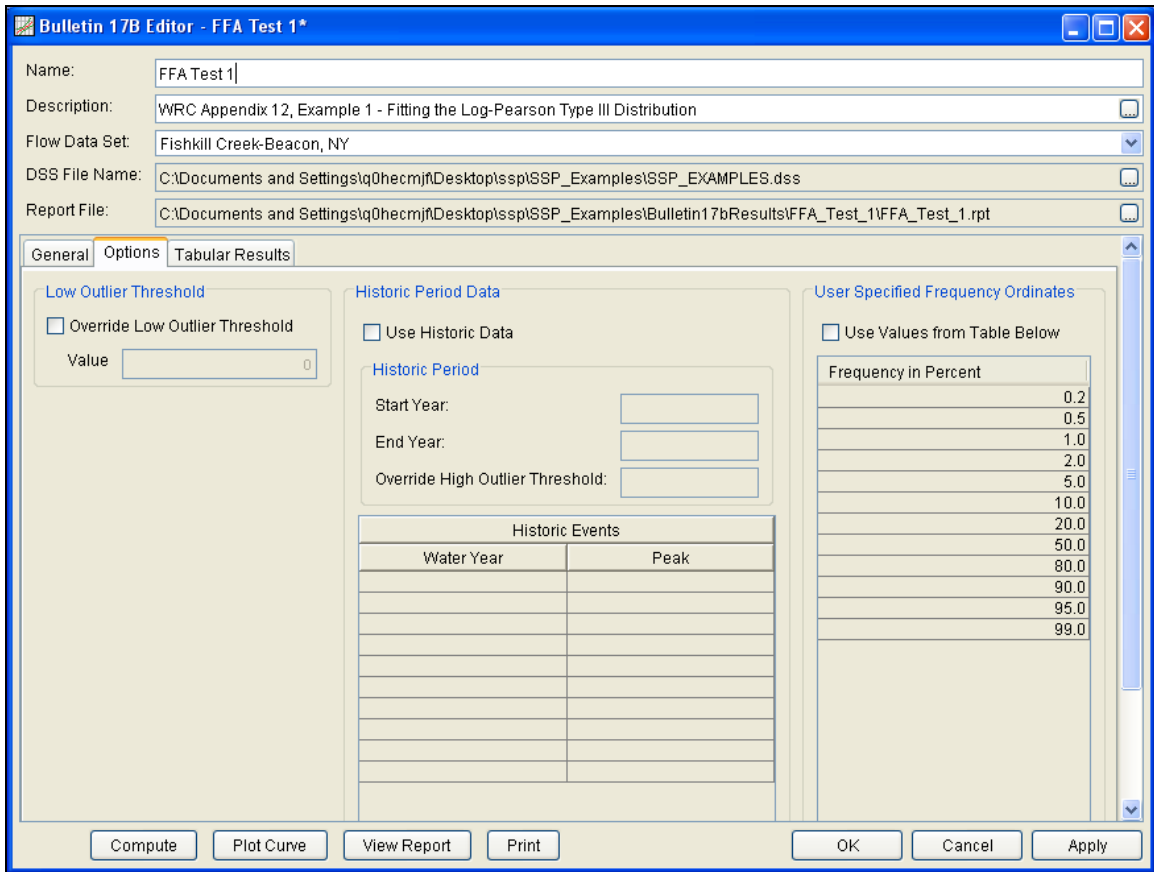 Bulletin 17B Editor - FFA Test 1*
Name: FFA Test 1
Description: WRC Appendix 12, Example 1 - Fitting the Log-Pearson Type III Distribution
...
Flow Data Set: Fishkill Creek-Beacon, NY
DSS File Name: C:\Documents and Settings\q0hecmjf\Desktop\ssp\SSP_Examples\SSP_EXAMPLES.dss
...
Report File: C:\Documents and Settings\q0hecmjf\Desktop\ssp\SSP_Examples\Bulletin17bResults\FFA_Test_1\FFA_Test_1.rpt
...
General Options Tabular Results
Low Outlier Threshold
Override Low Outlier Threshold
Value 0
Historic Period Data
Use Historic Data
Historic Period
Start Year:
End Year:
Override High Outlier Threshold:
Historic Events
Water Year Peak
User Specified Frequency Ordinates
Use Values from Table Below
Frequency in Percent
0.2
0.5
1.0
2.0
5.0
10.0
20.0
50.0
80.0
90.0
95.0
99.0
Compute Plot Curve View Report Print OK Cancel Apply